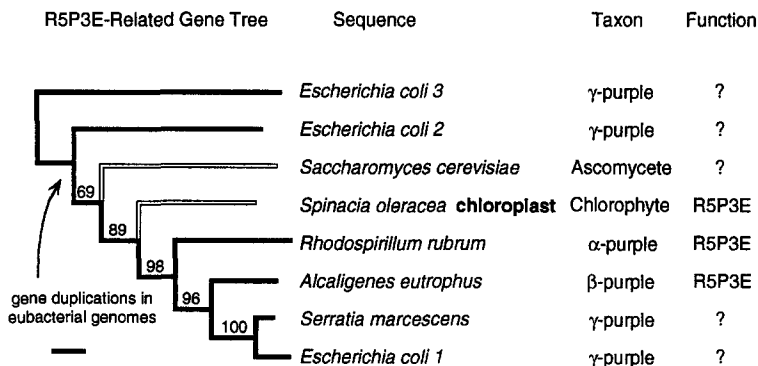 R5P3E-Related Gene Tree Sequence Taxon Function
Escherichia coli 3 γ-purple ?
Escherichia coli 2 γ-purple ?
69 Saccharomyces cerevisiae Ascomycete ?
89 Spinacia oleracea chloroplast Chlorophyte R5P3E
98 Rhodospirillum rubrum α-purple R5P3E
96 Alcaligenes eutrophus β-purple R5P3E
100 Serratia marcescens γ-purple ?
Escherichia coli 1 γ-purple ?
gene duplications in
eubacterial genomes